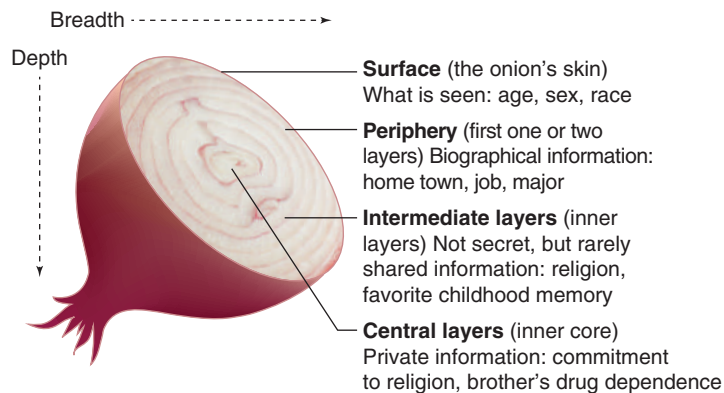 Breadth
Depth
Surface (the onion's skin)
What is seen: age, sex, race
Periphery (first one or two
layers) Biographical information:
home town, job, major
Intermediate layers (inner
layers) Not secret, but rarely
shared information: religion,
favorite childhood memory
Central layers (inner core)
Private information: commitment
to religion, brother's drug dependence